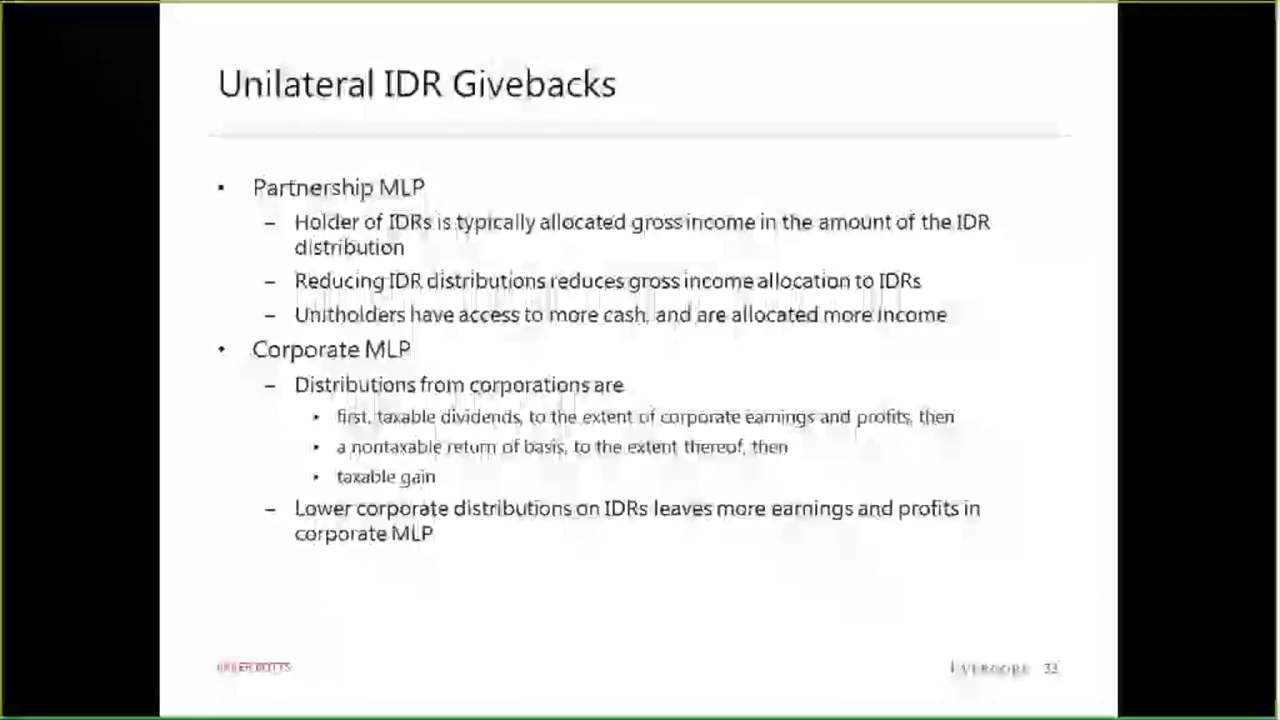 Unilateral IDR Givebacks
• Partnership MLP
– Holder of IDRs is typically allocated gross income in the amount of the IDR
distribution
– Reducing IDR distributions reduces gross income allocation to IDRs
– Unitholders have access to more cash, and are allocated more income
• Corporate MLP
– Distributions from corporations are
• first, taxable dividends, to the extent of corporate earnings and profits, then
• a nontaxable return of basis, to the extent thereof, then
• taxable gain
– Lower corporate distributions on IDRs leaves more earnings and profits in
corporate MLP
BOTTS
EVERCORE 33